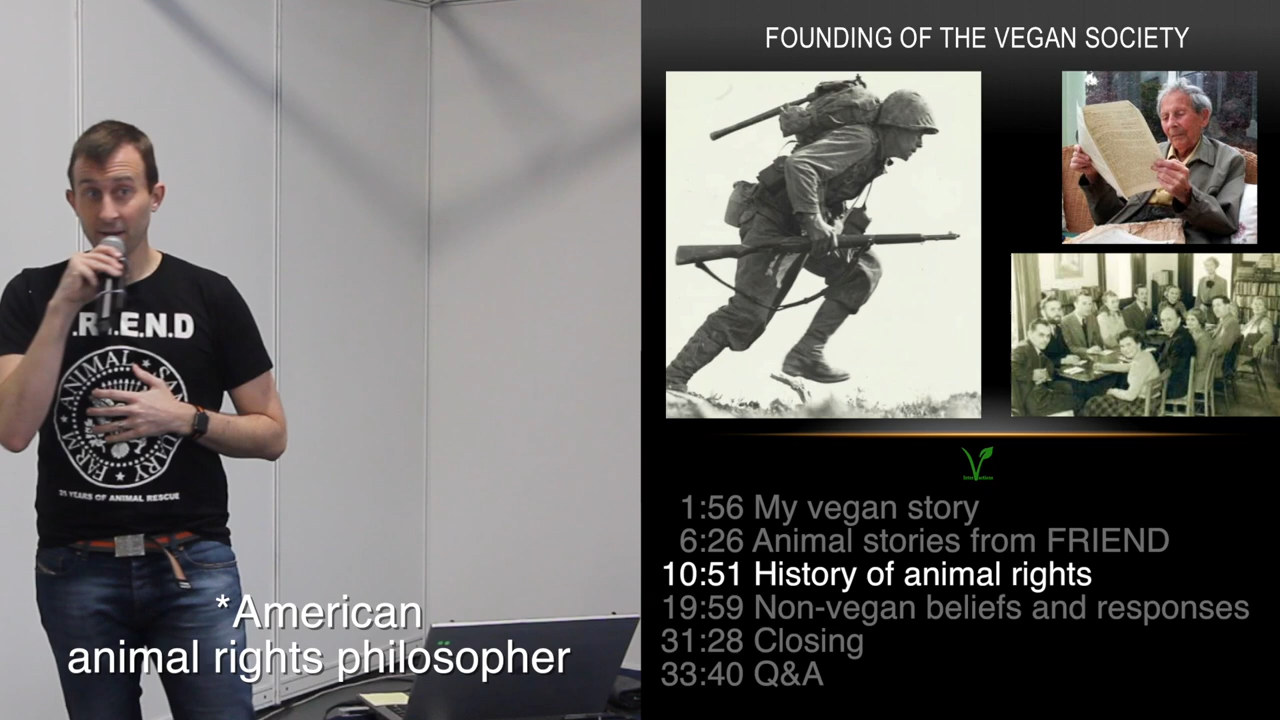 FOUNDING OF THE VEGAN SOCIETY
.R.I.E.N.D
ANIMAL
FARM
21 YEARS OF ANIMAL RESCUE
*American
animal rights philosopher
1:56 My vegan story
6:26 Animal stories from FRIEND
10:51 History of animal rights
19:59 Non-vegan beliefs and responses
31:28 Closing
33:40 Q&A